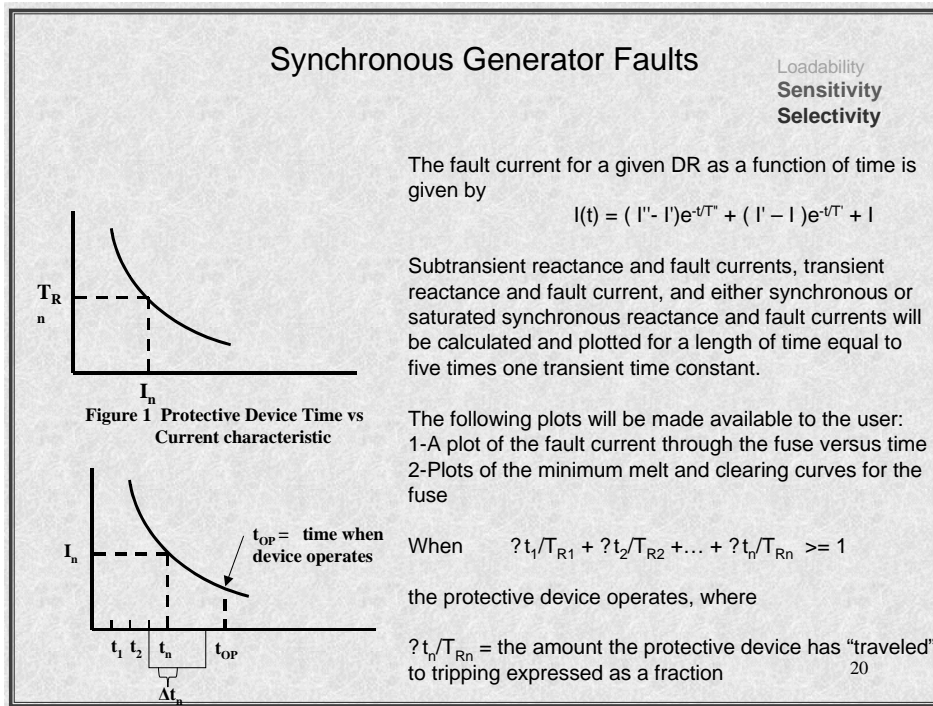 Synchronous Generator Faults
Loadability
Sensitivity
Selectivity
The fault current for a given DR as a function of time is
given by
I(t) = ( I''- I')e-t/T'' + ( I' – I )e-t/T' + I
Subtransient reactance and fault currents, transient
reactance and fault current, and either synchronous or
saturated synchronous reactance and fault currents will
be calculated and plotted for a length of time equal to
five times one transient time constant.
The following plots will be made available to the user:
1-A plot of the fault current through the fuse versus time
2-Plots of the minimum melt and clearing curves for the
fuse
When ?t1/TR1 + ?t2/TR2 +… + ?tn/TRn >= 1
the protective device operates, where
?tn/TRn = the amount the protective device has “traveled”
to tripping expressed as a fraction
20
TR
n
In
Figure 1 Protective Device Time vs
Current characteristic
In
tOP = time when
device operates
t1 t2 tn tOP
Δtn